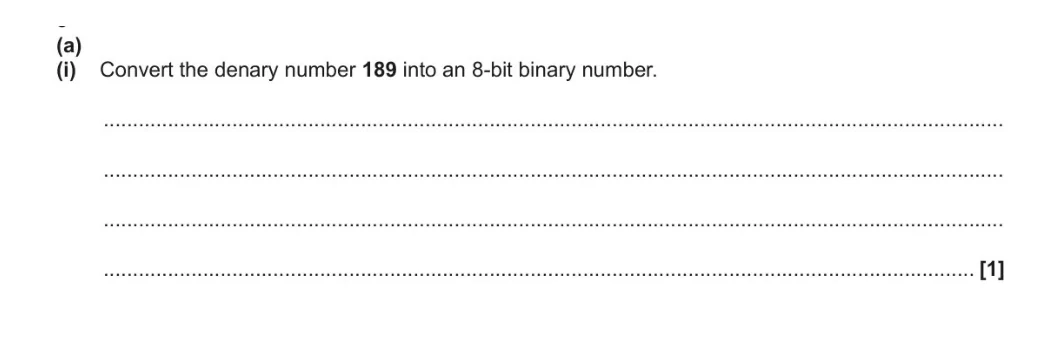 (a)
(i) Convert the denary number 189 into an 8-bit binary number.
................................................................................
................................................................................
................................................................................
................................................................................ [1]